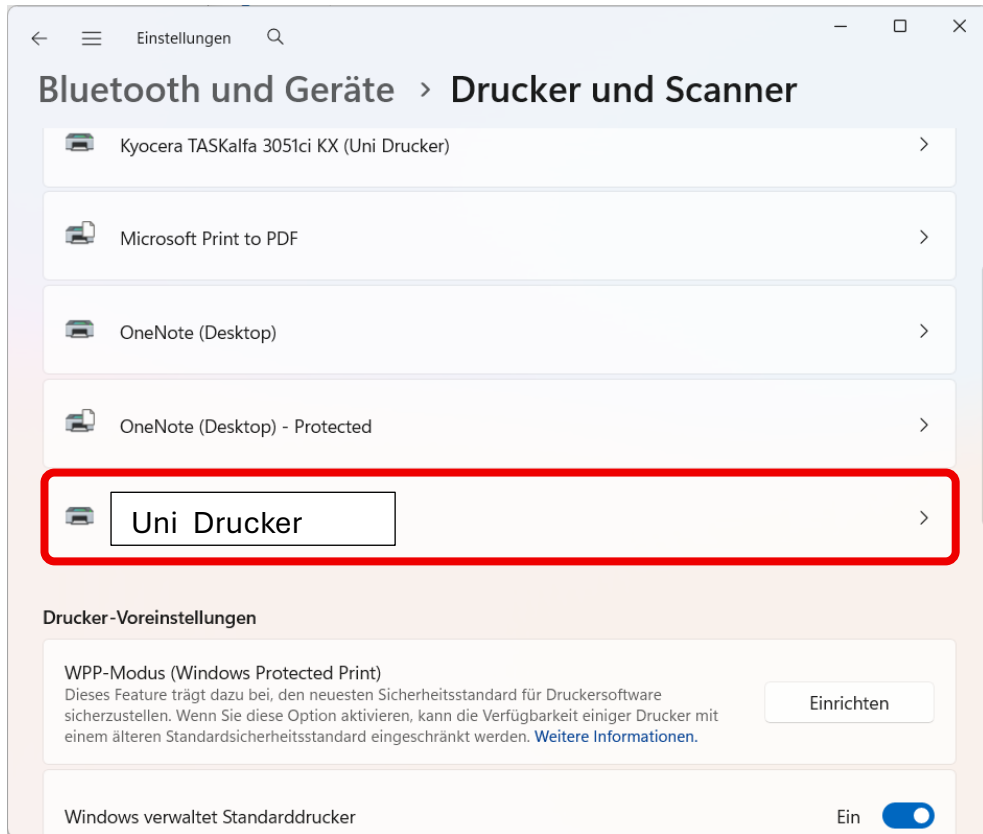 Einstellungen
Bluetooth und Geräte > Drucker und Scanner
Kyocera TASKalfa 3051ci KX (Uni Drucker)
Microsoft Print to PDF
OneNote (Desktop)
OneNote (Desktop) - Protected
Uni Drucker
Drucker-Voreinstellungen
WPP-Modus (Windows Protected Print)
Dieses Feature trägt dazu bei, den neuesten Sicherheitsstandard für Druckersoftware
sicherzustellen. Wenn Sie diese Option aktivieren, kann die Verfügbarkeit einiger Drucker mit
einem älteren Standardsicherheitsstandard eingeschränkt werden. Weitere Informationen.
Einrichten
Windows verwaltet Standarddrucker
Ein